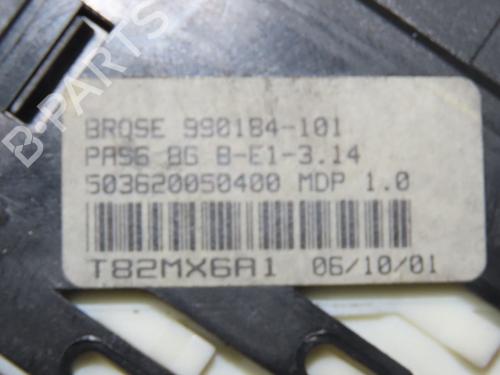 B-PARTS
BROSE 990184-101
PAS6 BG B-E1-3.14
503620050400 MDP 1.0
T82MX6A1 06/10/01